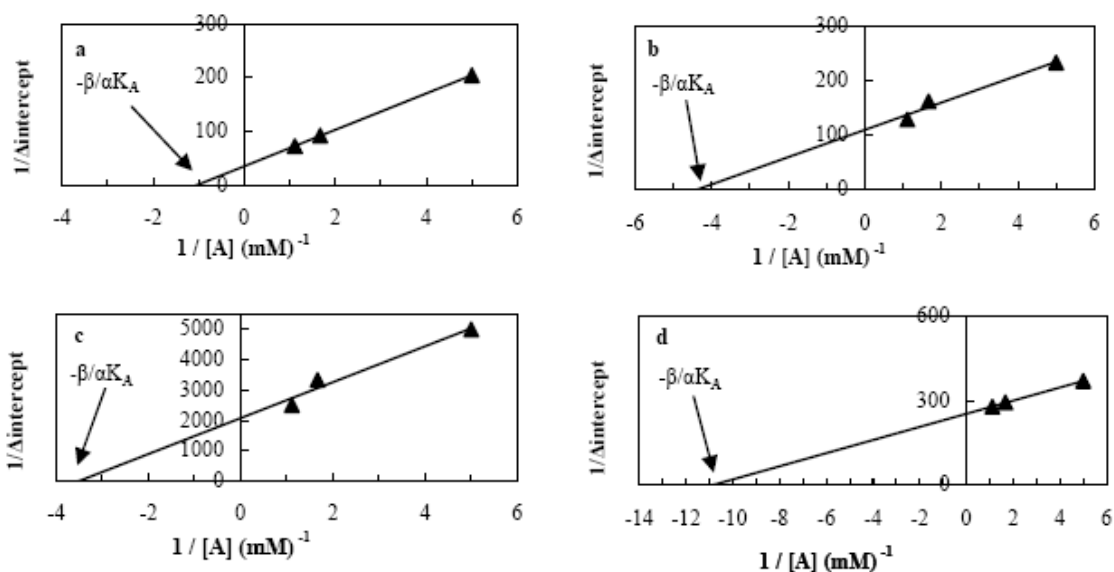 a
-β/αKA
1/Δintercept
300
200
100
0
-4 -2 0 2 4 6
1 / [A] (mM) -1
b
-β/αKA
1/Δintercept
300
200
100
0
-6 -4 -2 0 2 4 6
1 / [A] (mM) -1
c
-β/αKA
1/Δintercept
5000
4000
3000
2000
1000
0
-4 -2 0 2 4 6
1 / [A] (mM) -1
d
-β/αKA
1/Δintercept
600
300
0
-14 -12 -10 -8 -6 -4 -2 0 2 4 6
1 / [A] (mM) -1